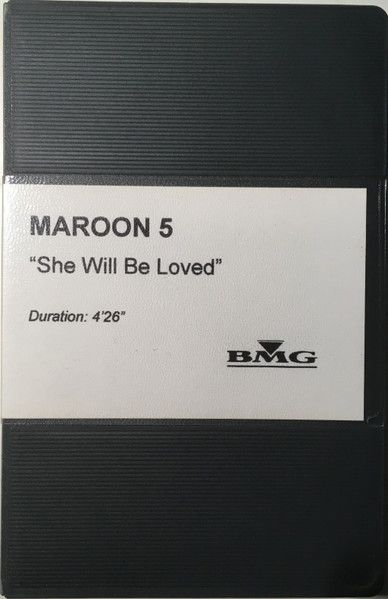 MAROON 5
“She Will Be Loved”
Duration: 4’26”
BMG